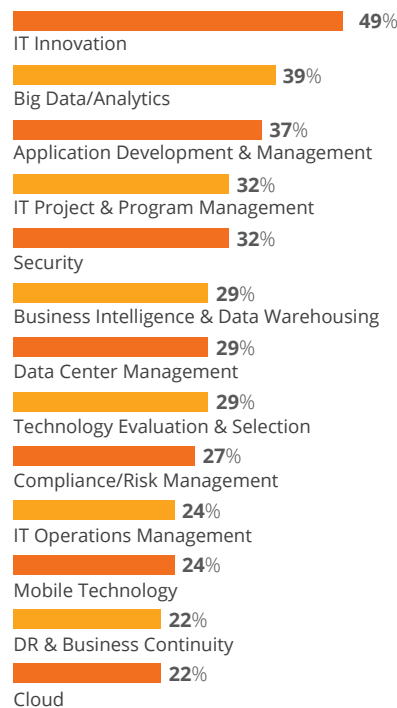 49%
IT Innovation
39%
Big Data/Analytics
37%
Application Development & Management
32%
IT Project & Program Management
32%
Security
29%
Business Intelligence & Data Warehousing
29%
Data Center Management
29%
Technology Evaluation & Selection
27%
Compliance/Risk Management
24%
IT Operations Management
24%
Mobile Technology
22%
DR & Business Continuity
22%
Cloud